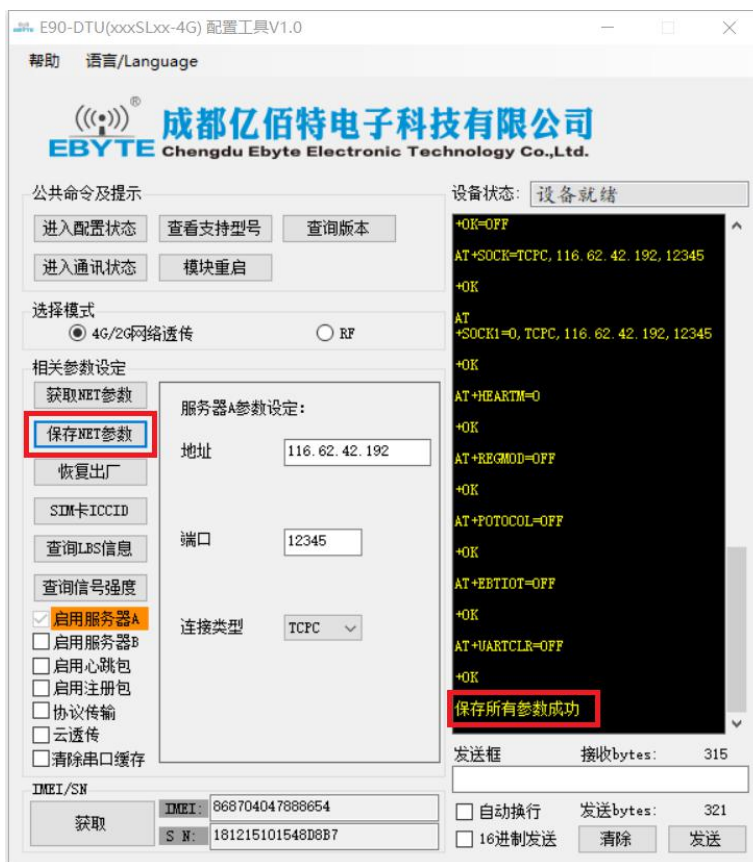 EBYTE E90-DTU(xxxSLxx-4G) 配置工具V1.0
帮助 语言/Language
((•))®
EBYTE
成都亿佰特电子科技有限公司
Chengdu Ebyte Electronic Technology Co.,Ltd.
公共命令及提示
进入配置状态 查看支持型号 查询版本
进入通讯状态 模块重启
选择模式
4G/2G网络透传 RF
相关参数设定
获取NET参数
保存NET参数
恢复出厂
SIM卡ICCID
查询LBS信息
查询信号强度
启用服务器A
启用服务器B
启用心跳包
启用注册包
协议传输
云透传
清除串口缓存
服务器A参数设定:
地址 116.62.42.192
端口 12345
连接类型 TCPC
IMEI/SN
获取
IMEI: 868704047888654
S N: 181215101548D8B7
设备状态: 设备就绪
+OK=OFF
AT+SOCK=TCPC,116.62.42.192,12345
+OK
AT
+SOCK1=0,TCPC,116.62.42.192,12345
+OK
AT+HEARTM=0
+OK
AT+REGMOD=OFF
+OK
AT+POTOCOL=OFF
+OK
AT+EBTIOT=OFF
+OK
AT+UARTCLR=OFF
+OK
保存所有参数成功
发送框 接收bytes: 315
自动换行 发送bytes: 321
16进制发送 清除 发送